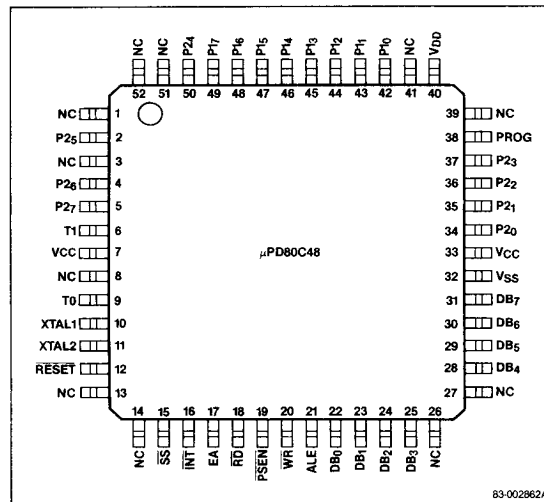 NC NC P24 P17 P16 P15 P14 P13 P12 P11 P10 NC VDD
52 51 50 49 48 47 46 45 44 43 42 41 40
NC 1 39 NC
P25 2 38 PROG
NC 3 37 P23
P26 4 36 P22
P27 5 35 P21
T1 6 34 P20
VCC 7 μPD80C48 33 VCC
NC 8 32 VSS
T0 9 31 DB7
XTAL1 10 30 DB6
XTAL2 11 29 DB5
RESET 12 28 DB4
NC 13 27 NC
14 15 16 17 18 19 20 21 22 23 24 25 26
NC SS INT EA RD PSEN WR ALE DB0 DB1 DB2 DB3 NC
83-002862A